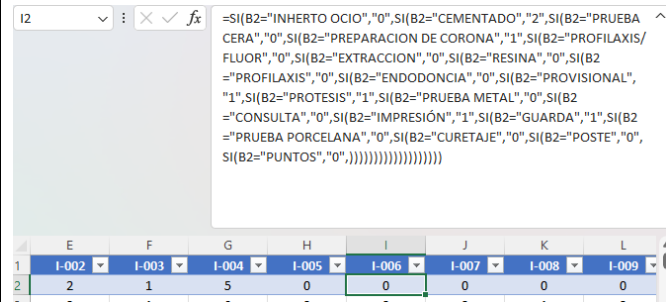 I2 fx =SI(B2="INHERTO OCIO","0",SI(B2="CEMENTADO","2",SI(B2="PRUEBA
CERA","0",SI(B2="PREPARACION DE CORONA","1",SI(B2="PROFILAXIS/
FLUOR","0",SI(B2="EXTRACCION","0",SI(B2="RESINA","0",SI(B2
="PROFILAXIS","0",SI(B2="ENDODONCIA","0",SI(B2="PROVISIONAL",
"1",SI(B2="PROTESIS","1",SI(B2="PRUEBA METAL","0",SI(B2
="CONSULTA","0",SI(B2="IMPRESIÓN","1",SI(B2="GUARDA","1",SI(B2
="PRUEBA PORCELANA","0",SI(B2="CURETAJE","0",SI(B2="POSTE","0",
SI(B2="PUNTOS","0",)))))))))))))))))))
E F G H I J K L
1 I-002 I-003 I-004 I-005 I-006 I-007 I-008 I-009
2 2 1 5 0 0 0 0 0